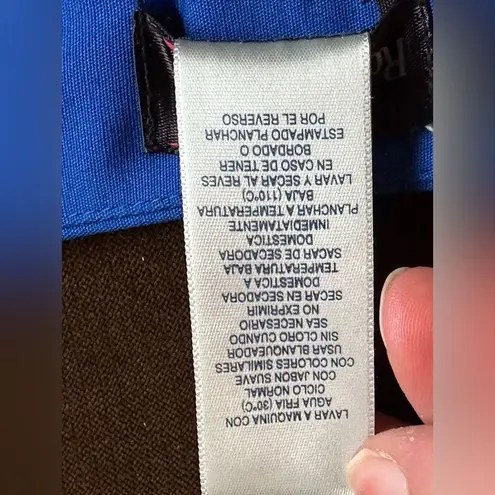 LAVAR A MAQUINA CON
AGUA FRIA (30°C)
CICLO NORMAL
CON JABON SUAVE
CON COLORES SIMILARES
USAR BLANQUEADOR
SIN CLORO CUANDO
SEA NECESARIO
NO EXPRIMIR
SECAR EN SECADORA
DOMESTICA A
TEMPERATURA BAJA
SACAR DE SECADORA
DOMESTICA
INMEDIATAMENTE
PLANCHAR A TEMPERATURA
BAJA (110°C)
LAVAR Y SECAR AL REVES
EN CASO DE TENER
BORDADO O
ESTAMPADO PLANCHAR
POR EL REVERSO